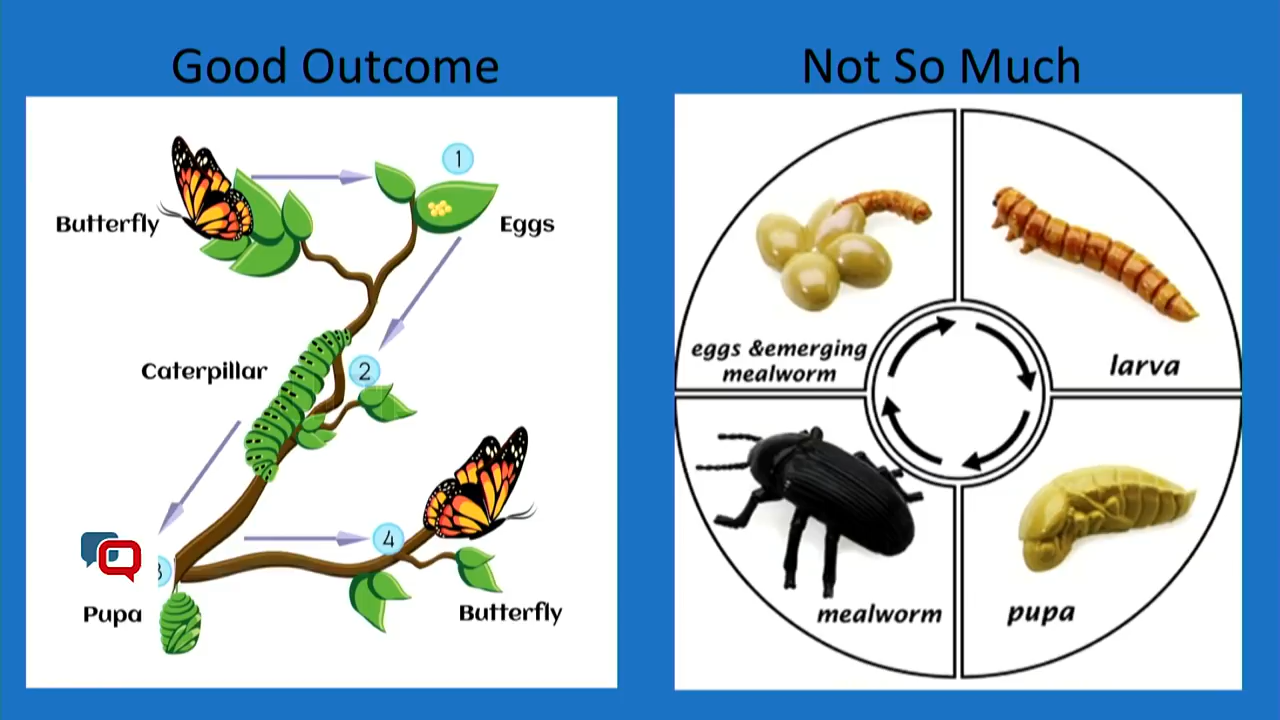 Good Outcome
Not So Much
1
Butterfly
Eggs
Caterpillar
2
4
3
Pupa
Butterfly
eggs &emerging
mealworm
larva
mealworm
pupa